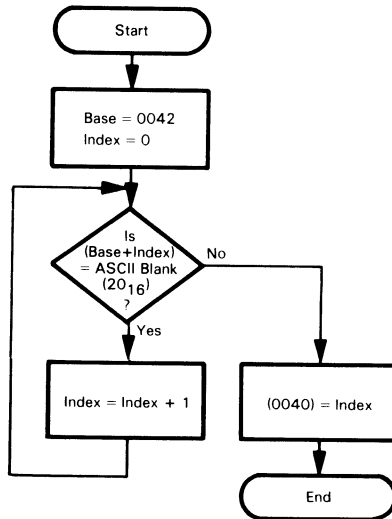 Start
Base = 0042
Index = 0
Is
(Base+Index)
= ASCII Blank
(20₁₆)
?
No
Yes
Index = Index + 1
(0040) = Index
End